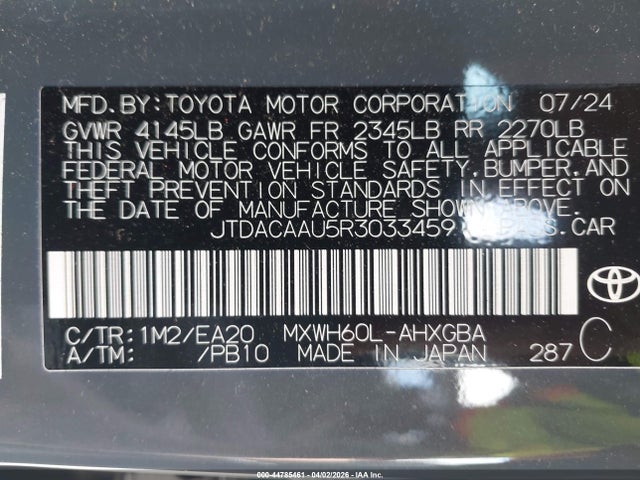 MFD.BY:TOYOTA MOTOR CORPORATION 07/24
GVWR 4145LB GAWR FR 2345LB RR 2270LB
THIS VEHICLE CONFORMS TO ALL APPLICABLE
FEDERAL MOTOR VEHICLE SAFETY.BUMPER.AND
THEFT PREVENTION STANDARDS IN EFFECT ON
THE DATE OF MANUFACTURE SHOWN ABOVE.
JTDACAAU5R3033459 PASS.CAR
C/TR:1M2/EA20 MXWH60L-AHXGBA
A/TM: /PB10 MADE IN JAPAN 287 C
000-44785461 - 04/02/2026 - IAA Inc.